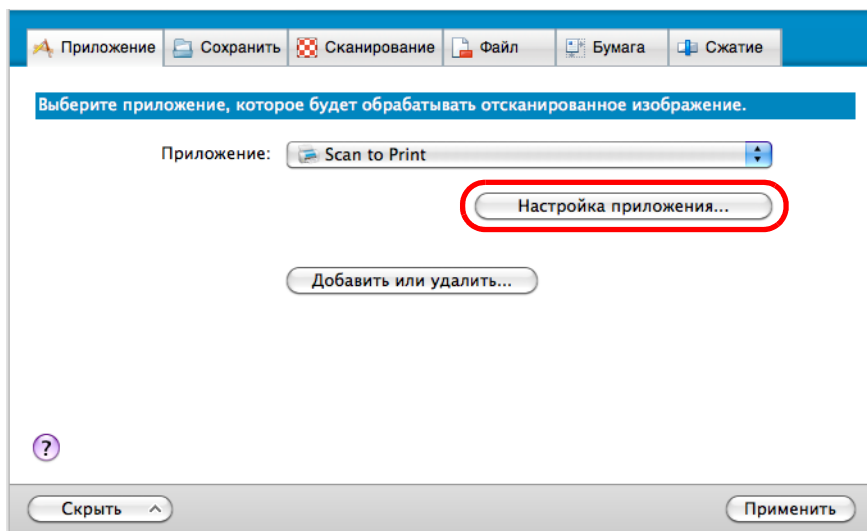 Приложение Сохранить Сканирование Файл Бумага Сжатие
Выберите приложение, которое будет обрабатывать отсканированное изображение.
Приложение: Scan to Print
Настройка приложения...
Добавить или удалить...
?
Скрыть Применить